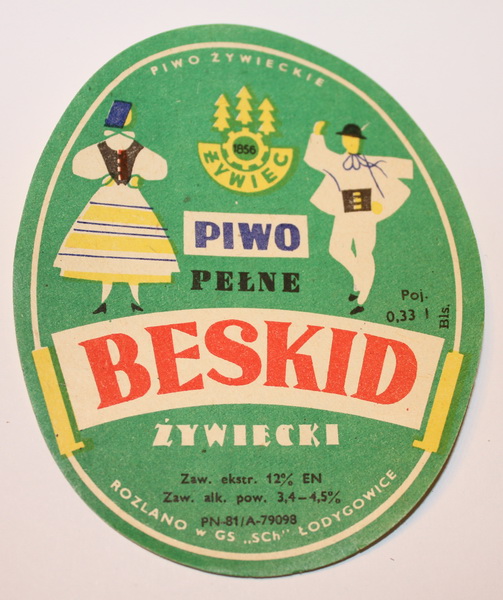 PIWO ŻYWIECKIE
1856
ŻYWIEC
PIWO
PEŁNE
Poj.
0,33 l
Bls.
BESKID
ŻYWIECKI
Zaw. ekstr. 12% EN
Zaw. alk. pow. 3,4–4,5%
PN-81/A-79098
ROZLANO w GS „SCh" ŁODYGOWICE